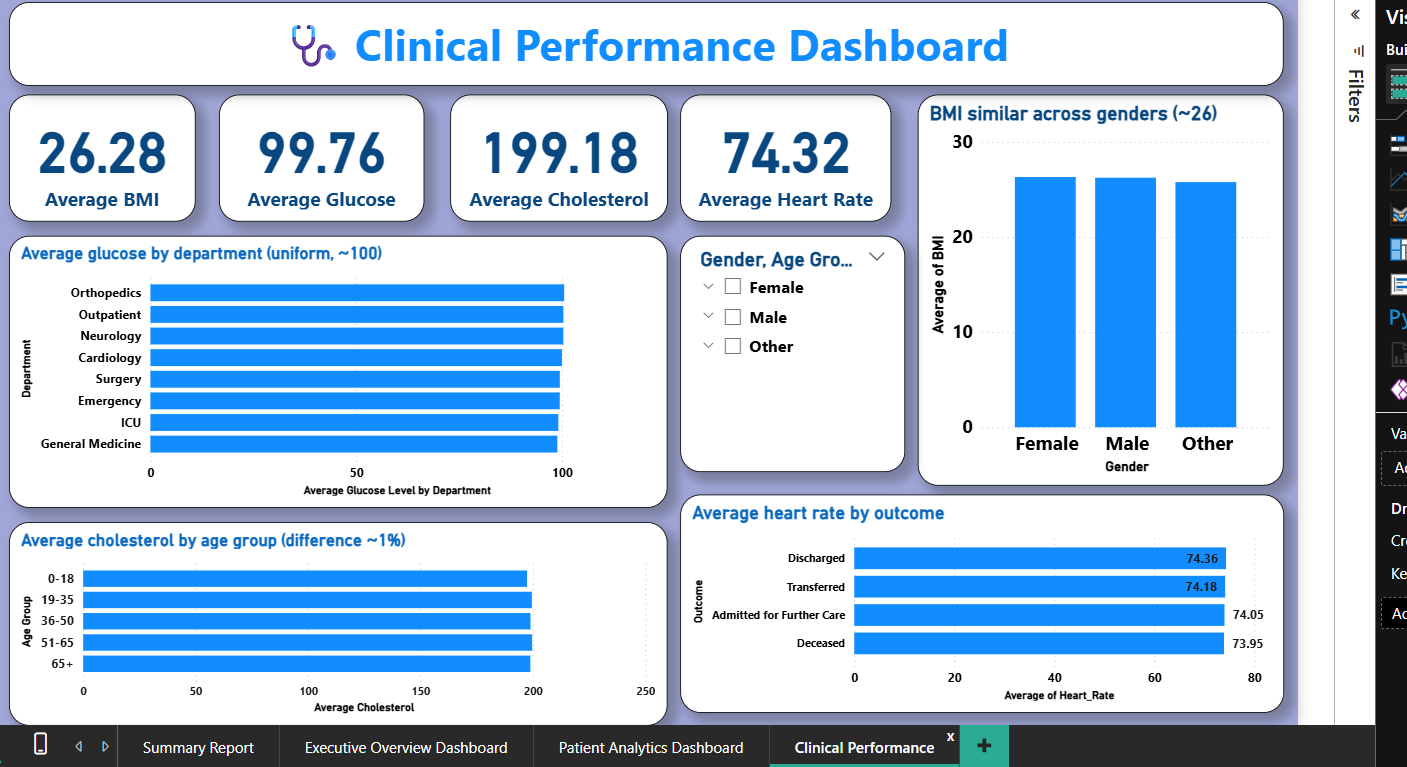 Clinical Performance Dashboard
26.28
Average BMI
99.76
Average Glucose
199.18
Average Cholesterol
74.32
Average Heart Rate
BMI similar across genders (~26)
30
20
10
0
Average of BMI
Female
Male
Other
Gender
Average glucose by department (uniform, ~100)
Department
Orthopedics
Outpatient
Neurology
Cardiology
Surgery
Emergency
ICU
General Medicine
0
50
100
Average Glucose Level by Department
Gender, Age Gro...
Female
Male
Other
Average cholesterol by age group (difference ~1%)
Age Group
0-18
19-35
36-50
51-65
65+
0
50
100
150
200
250
Average Cholesterol
Average heart rate by outcome
Outcome
Discharged
74.36
Transferred
74.18
Admitted for Further Care
74.05
Deceased
73.95
0
20
40
60
80
Average of Heart_Rate
Filters
Summary Report
Executive Overview Dashboard
Patient Analytics Dashboard
Clinical Performance
x
+